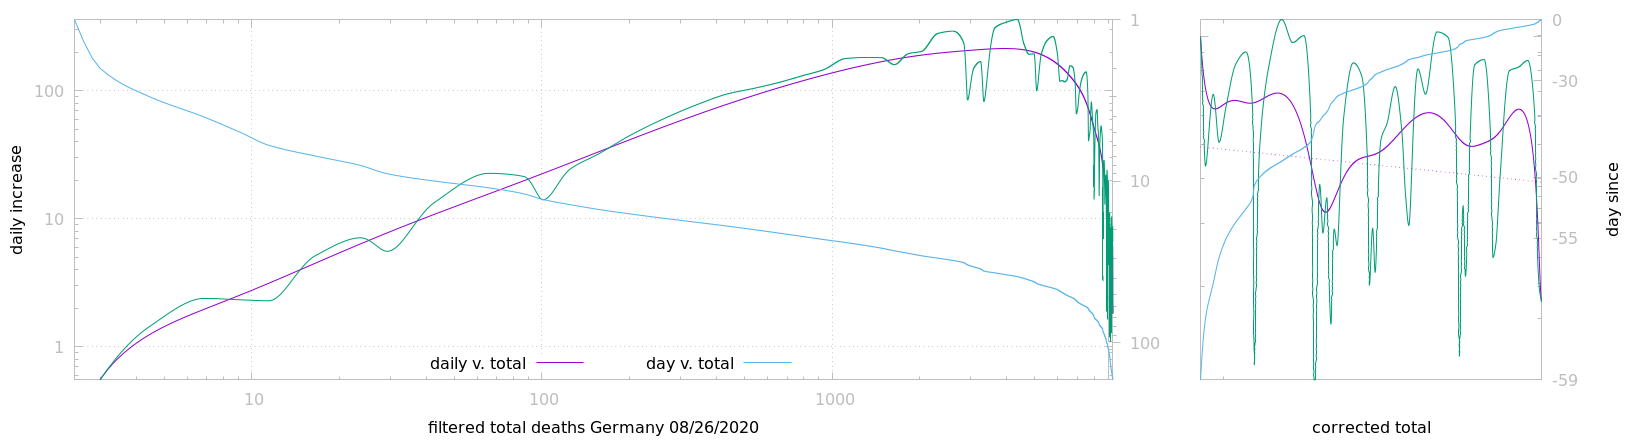 daily increase
100
10
1
10
100
1000
1
10
100
daily v. total
day v. total
filtered total deaths Germany 08/26/2020
0
-30
-50
-55
-59
day since
corrected total